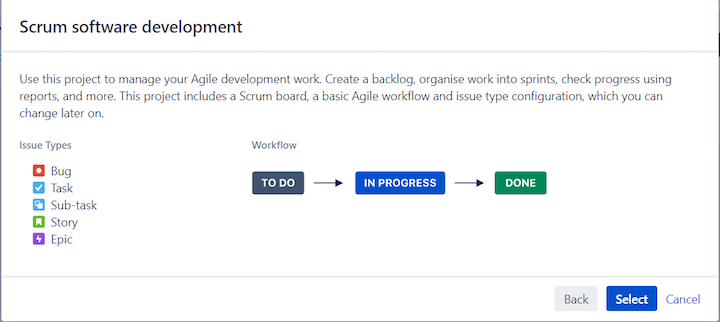 Scrum software development
Use this project to manage your Agile development work. Create a backlog, organise work into sprints, check progress using
reports, and more. This project includes a Scrum board, a basic Agile workflow and issue type configuration, which you can
change later on.
Issue Types
Workflow
Bug
Task
Sub-task
Story
Epic
TO DO
IN PROGRESS
DONE
Back
Select
Cancel